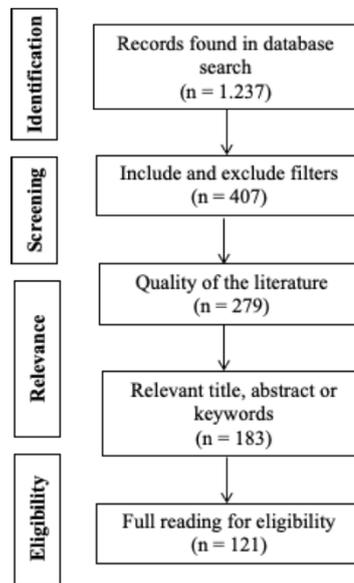 Identification
Records found in database
search
(n = 1.237)
Screening
Include and exclude filters
(n = 407)
Relevance
Quality of the literature
(n = 279)
Relevant title, abstract or
keywords
(n = 183)
Eligibility
Full reading for eligibility
(n = 121)